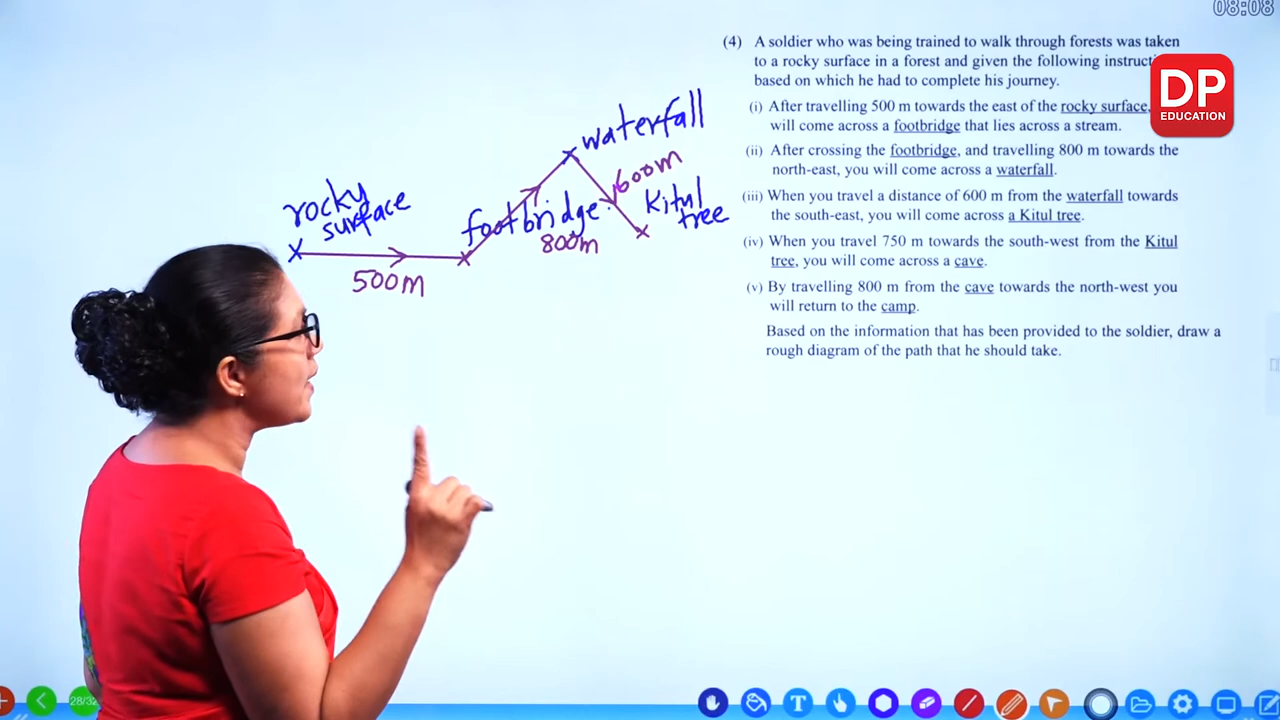 08:08
(4) A soldier who was being trained to walk through forests was taken
to a rocky surface in a forest and given the following instructi
based on which he had to complete his journey.
(i) After travelling 500 m towards the east of the rocky surface,
will come across a footbridge that lies across a stream.
(ii) After crossing the footbridge, and travelling 800 m towards the
north-east, you will come across a waterfall.
(iii) When you travel a distance of 600 m from the waterfall towards
the south-east, you will come across a Kitul tree.
(iv) When you travel 750 m towards the south-west from the Kitul
tree, you will come across a cave.
(v) By travelling 800 m from the cave towards the north-west you
will return to the camp.
Based on the information that has been provided to the soldier, draw a
rough diagram of the path that he should take.
DP
EDUCATION
waterfall
600m
rocky
surface
footbridge
Kitul
tree
800m
500m
28/32
T